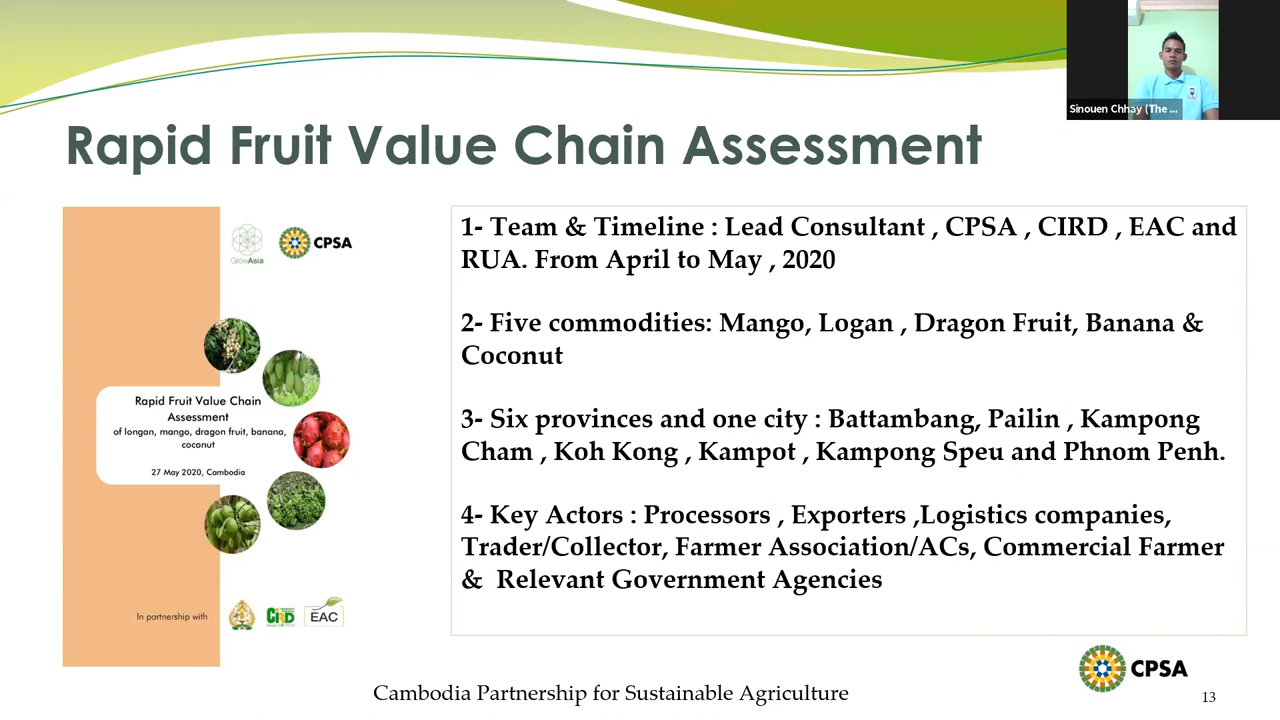 Sinouen Chhay (The ...
Rapid Fruit Value Chain Assessment
GrowAsia
CPSA
Rapid Fruit Value Chain
Assessment
of longan, mango, dragon fruit, banana,
coconut
27 May 2020, Cambodia
In partnership with
CIRD
EAC
1- Team & Timeline : Lead Consultant , CPSA , CIRD , EAC and
RUA. From April to May , 2020
2- Five commodities: Mango, Logan , Dragon Fruit, Banana &
Coconut
3- Six provinces and one city : Battambang, Pailin , Kampong
Cham , Koh Kong , Kampot , Kampong Speu and Phnom Penh.
4- Key Actors : Processors , Exporters ,Logistics companies,
Trader/Collector, Farmer Association/ACs, Commercial Farmer
& Relevant Government Agencies
Cambodia Partnership for Sustainable Agriculture
CPSA
13